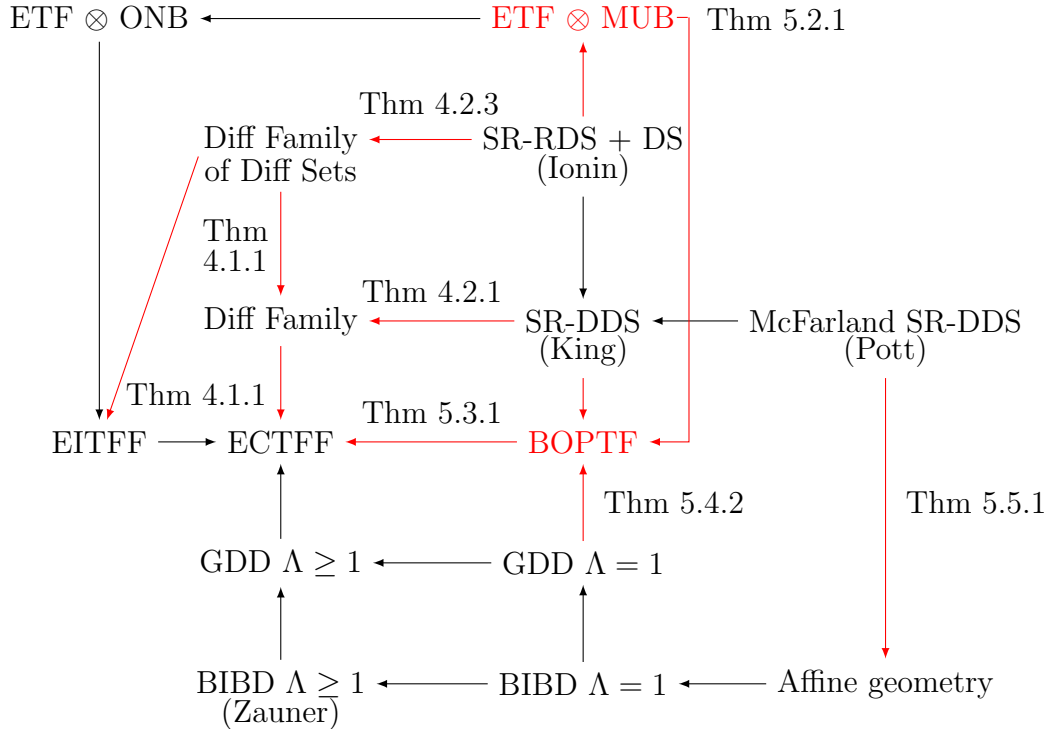 ETF ⊗ ONB
ETF ⊗ MUB
Thm 5.2.1
Thm 4.2.3
Diff Family
of Diff Sets
SR-RDS + DS
(Ionin)
Thm
4.1.1
Thm 4.2.1
Diff Family
SR-DDS
(King)
McFarland SR-DDS
(Pott)
Thm 4.1.1
Thm 5.3.1
EITFF
ECTFF
BOPTF
Thm 5.4.2
Thm 5.5.1
GDD Λ ≥ 1
GDD Λ = 1
BIBD Λ ≥ 1
(Zauner)
BIBD Λ = 1
Affine geometry